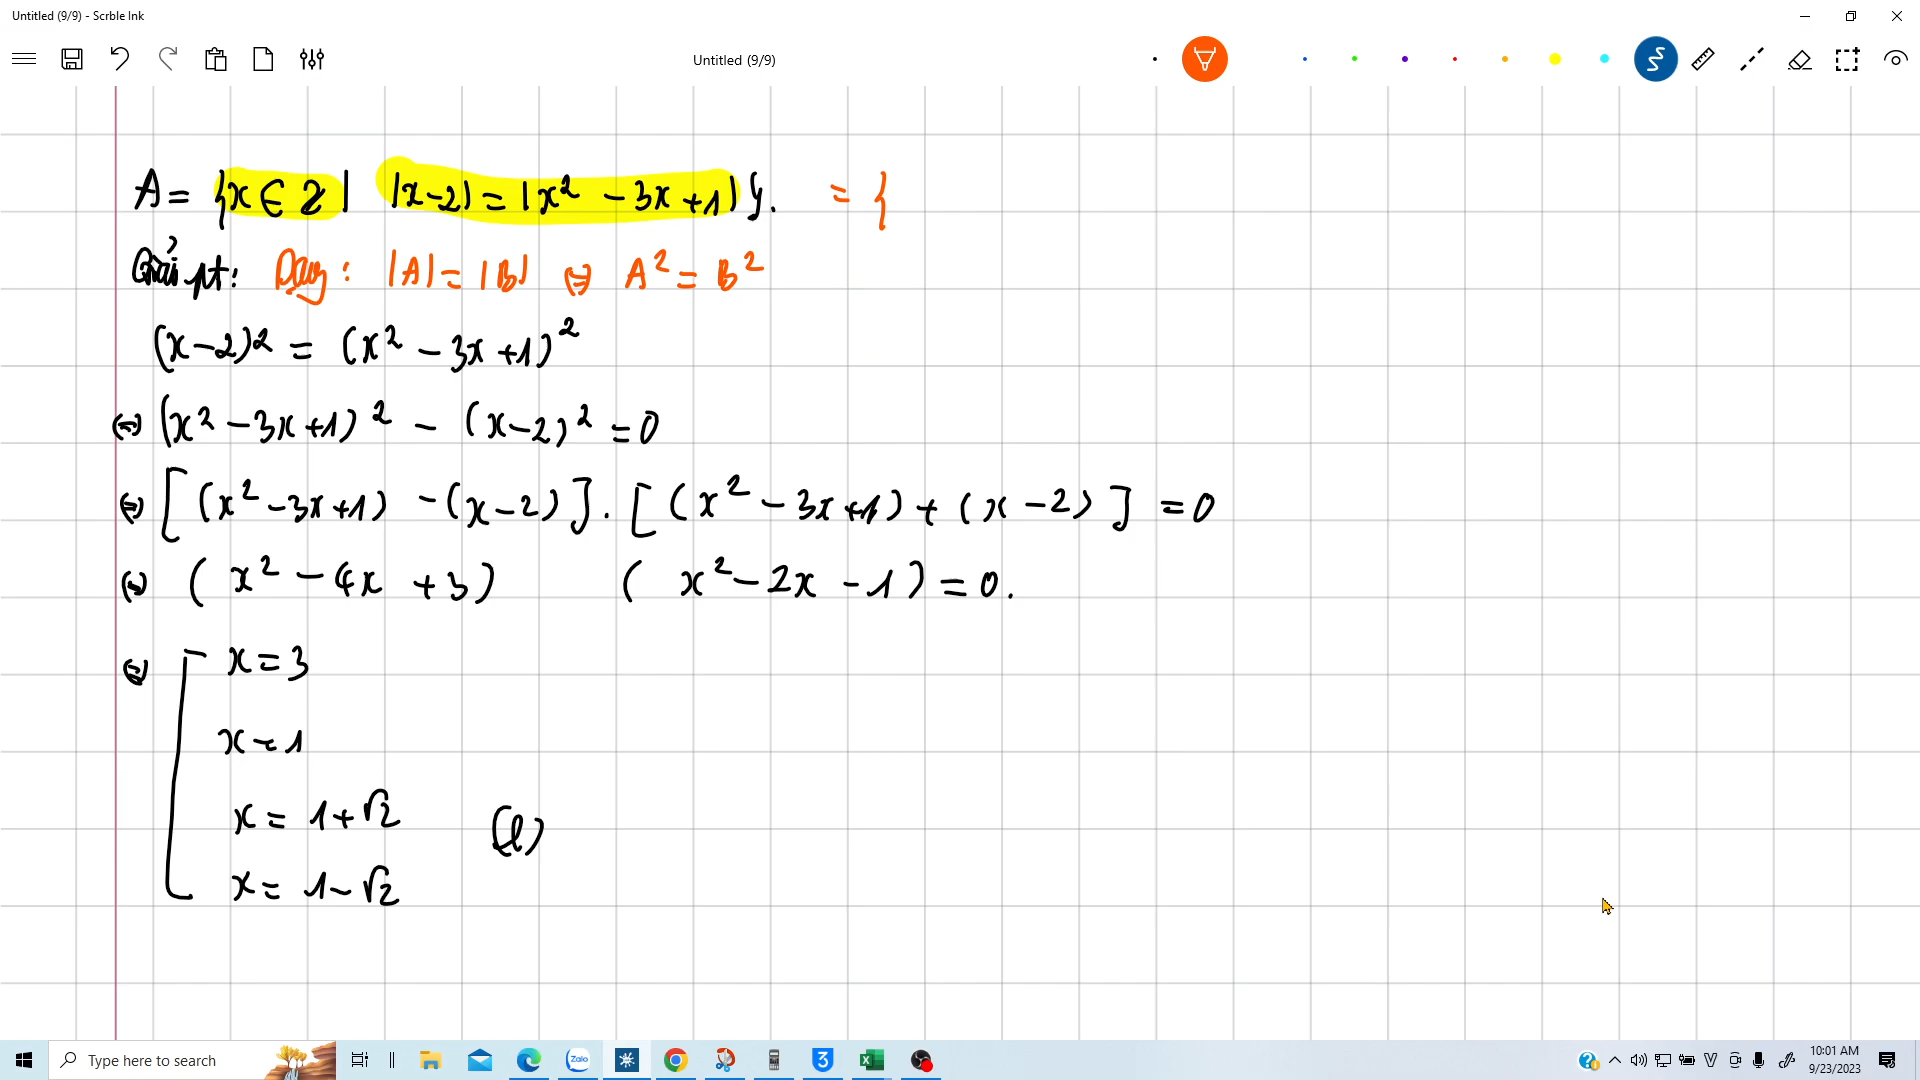 Untitled (9/9) - Scrble Ink
Untitled (9/9)
A = {x ∈ Z | |x-2| = |x² - 3x + 1|}. = {
Giải pt: Dạng: |A| = |B| ⇔ A² = B²
(x-2)² = (x² - 3x + 1)²
⇔ (x² - 3x + 1)² - (x-2)² = 0
⇔ [(x² - 3x + 1) - (x-2)] . [(x² - 3x + 1) + (x-2)] = 0
⇔ (x² - 4x + 3) (x² - 2x - 1) = 0.
⇔ [ x = 3
x = 1
x = 1 + √2 (l)
x = 1 - √2
Type here to search
Zalo
10:01 AM
9/23/2023